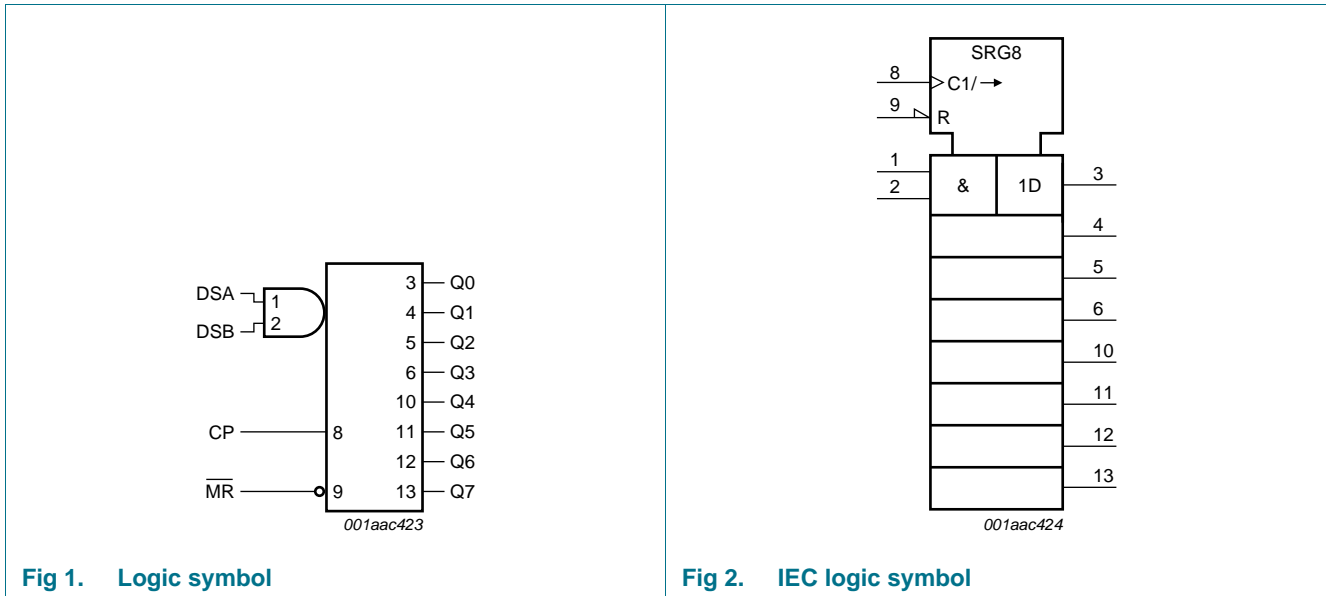 DSA
DSB
1
2
CP
8
MR
9
3 Q0
4 Q1
5 Q2
6 Q3
10 Q4
11 Q5
12 Q6
13 Q7
001aac423
Fig 1. Logic symbol
SRG8
8
C1/→
9
R
1
2
&
1D
3
4
5
6
10
11
12
13
001aac424
Fig 2. IEC logic symbol